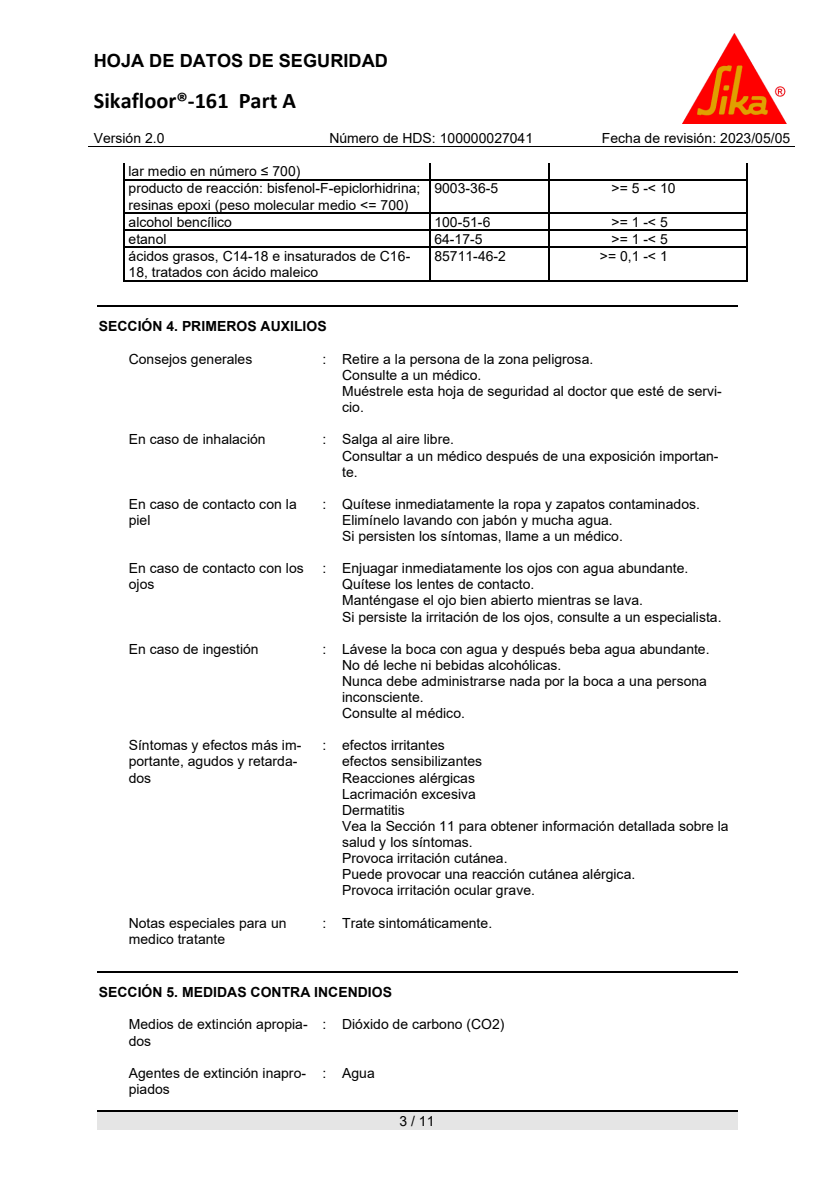 HOJA DE DATOS DE SEGURIDAD
Sikafloor®-161 Part A
Sika®
Versión 2.0 Número de HDS: 100000027041 Fecha de revisión: 2023/05/05
lar medio en número ≤ 700)
producto de reacción: bisfenol-F-epiclorhidrina; 9003-36-5 >= 5 -< 10
resinas epoxi (peso molecular medio <= 700)
alcohol bencílico 100-51-6 >= 1 -< 5
etanol 64-17-5 >= 1 -< 5
ácidos grasos, C14-18 e insaturados de C16- 85711-46-2 >= 0,1 -< 1
18, tratados con ácido maleico
SECCIÓN 4. PRIMEROS AUXILIOS
Consejos generales : Retire a la persona de la zona peligrosa.
Consulte a un médico.
Muéstrele esta hoja de seguridad al doctor que esté de servi-
cio.
En caso de inhalación : Salga al aire libre.
Consultar a un médico después de una exposición importan-
te.
En caso de contacto con la : Quítese inmediatamente la ropa y zapatos contaminados.
piel Elimínelo lavando con jabón y mucha agua.
Si persisten los síntomas, llame a un médico.
En caso de contacto con los : Enjuagar inmediatamente los ojos con agua abundante.
ojos Quítese los lentes de contacto.
Manténgase el ojo bien abierto mientras se lava.
Si persiste la irritación de los ojos, consulte a un especialista.
En caso de ingestión : Lávese la boca con agua y después beba agua abundante.
No dé leche ni bebidas alcohólicas.
Nunca debe administrarse nada por la boca a una persona
inconsciente.
Consulte al médico.
Síntomas y efectos más im- : efectos irritantes
portante, agudos y retarda- efectos sensibilizantes
dos Reacciones alérgicas
Lacrimación excesiva
Dermatitis
Vea la Sección 11 para obtener información detallada sobre la
salud y los síntomas.
Provoca irritación cutánea.
Puede provocar una reacción cutánea alérgica.
Provoca irritación ocular grave.
Notas especiales para un : Trate sintomáticamente.
medico tratante
SECCIÓN 5. MEDIDAS CONTRA INCENDIOS
Medios de extinción apropia- : Dióxido de carbono (CO2)
dos
Agentes de extinción inapro- : Agua
piados
3 / 11